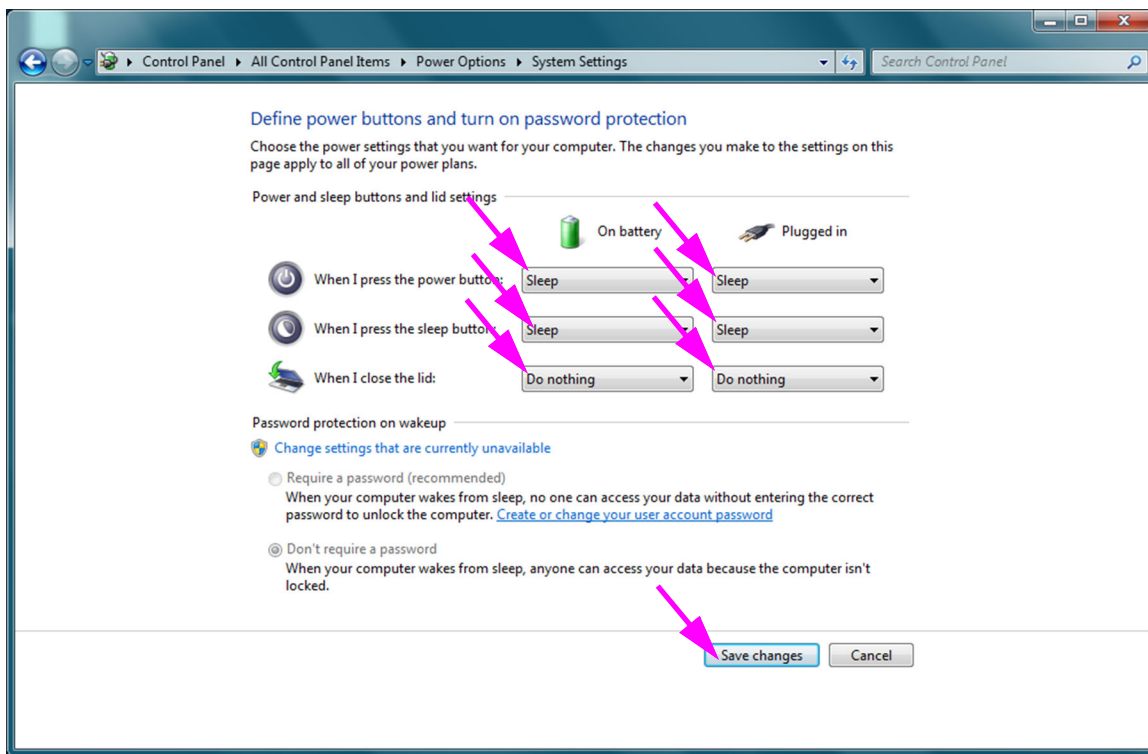 Control Panel ▸ All Control Panel Items ▸ Power Options ▸ System Settings
Search Control Panel
Define power buttons and turn on password protection
Choose the power settings that you want for your computer. The changes you make to the settings on this
page apply to all of your power plans.
Power and sleep buttons and lid settings
On battery
Plugged in
When I press the power button:
Sleep
Sleep
When I press the sleep button:
Sleep
Sleep
When I close the lid:
Do nothing
Do nothing
Password protection on wakeup
Change settings that are currently unavailable
Require a password (recommended)
When your computer wakes from sleep, no one can access your data without entering the correct
password to unlock the computer. Create or change your user account password
Don't require a password
When your computer wakes from sleep, anyone can access your data because the computer isn't
locked.
Save changes
Cancel